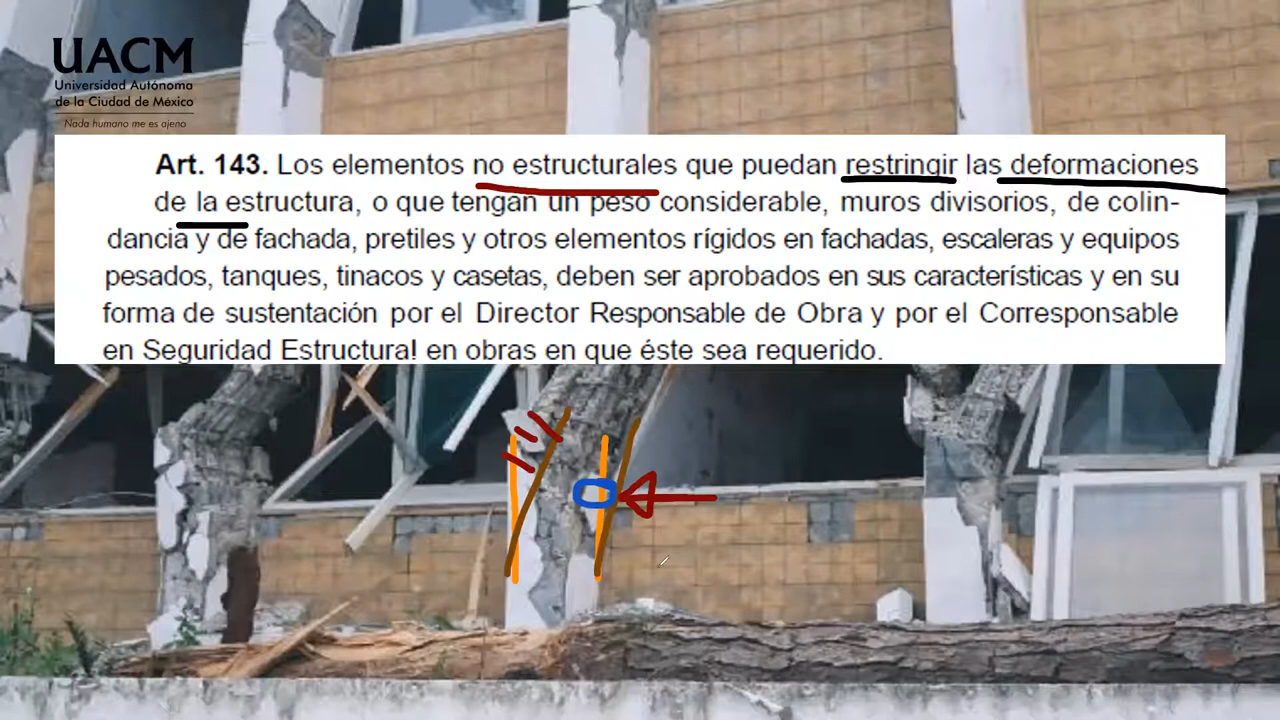 UACM
Universidad Autónoma
de la Ciudad de México
Nada humano me es ajeno
Art. 143. Los elementos no estructurales que puedan restringir las deformaciones
de la estructura, o que tengan un peso considerable, muros divisorios, de colin-
dancia y de fachada, pretiles y otros elementos rígidos en fachadas, escaleras y equipos
pesados, tanques, tinacos y casetas, deben ser aprobados en sus características y en su
forma de sustentación por el Director Responsable de Obra y por el Corresponsable
en Seguridad Estructural en obras en que éste sea requerido.